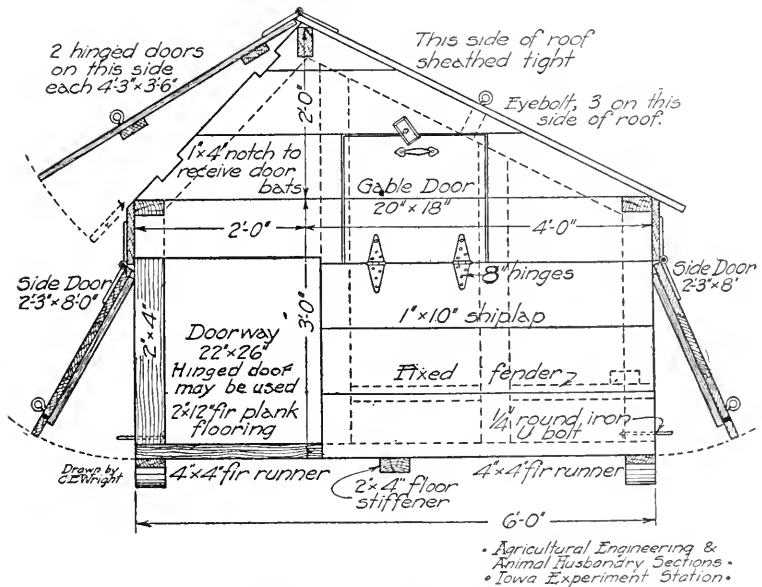 2 hinged doors
on this side
each 4'-3"×3'-6"
This side of roof
sheathed tight
Eyebolt, 3 on this
side of roof.
2'-0"
1"×4" notch to
receive door
bats
Gable Door
20" × 18"
2'-0"
4'-0"
Side Door
2'-3"×8'-0"
8" hinges
Side Door
2'-3"×8'
2"×4"
3'-0"
1"×10" shiplap
Doorway
22"×26"
Hinged door
may be used
2"×12" fir plank
flooring
Fixed fender
1/4" round iron
U bolt
Drawn by
C.E. Wright
4"×4" fir runner
2"×4" floor
stiffener
4"×4" fir runner
6'-0"
• Agricultural Engineering &
Animal Husbandry Sections •
• Iowa Experiment Station •